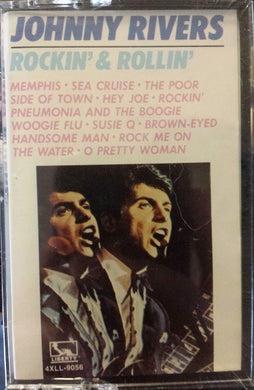 JOHNNY RIVERS
ROCKIN' & ROLLIN'
MEMPHIS • SEA CRUISE • THE POOR
SIDE OF TOWN • HEY JOE • ROCKIN'
PNEUMONIA AND THE BOOGIE
WOOGIE FLU • SUSIE Q • BROWN-EYED
HANDSOME MAN • ROCK ME ON
THE WATER • O PRETTY WOMAN
LIBERTY
4XLL-9056